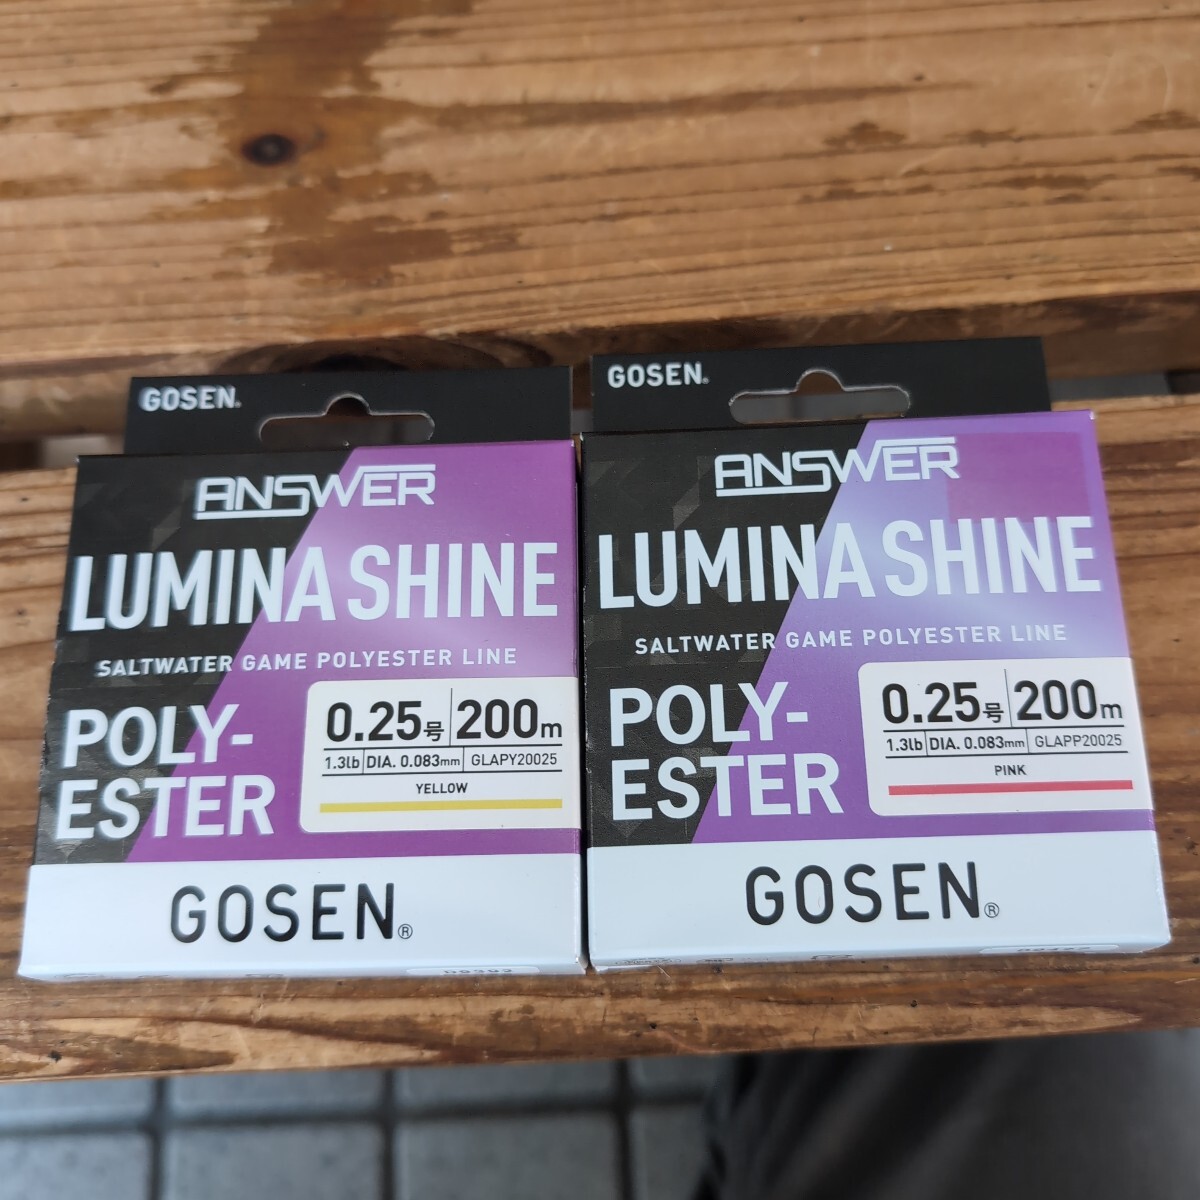 GOSEN®
ANSWER
LUMINA SHINE
SALTWATER GAME POLYESTER LINE
POLY-
ESTER
0.25号 200m
1.3lb DIA. 0.083mm GLAPY20025
YELLOW
GOSEN®
GOSEN®
ANSWER
LUMINA SHINE
SALTWATER GAME POLYESTER LINE
POLY-
ESTER
0.25号 200m
1.3lb DIA. 0.083mm GLAPP20025
PINK
GOSEN®